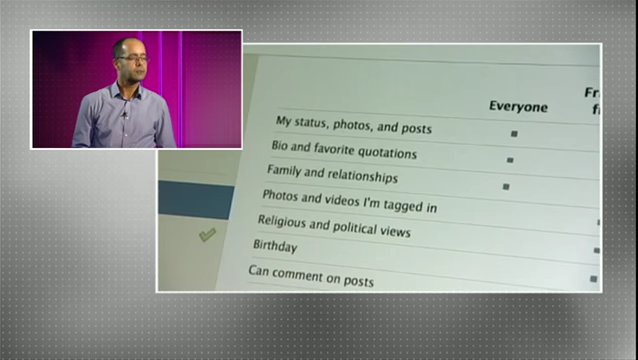 Everyone
Fr
f
My status, photos, and posts
Bio and favorite quotations
Family and relationships
Photos and videos I'm tagged in
Religious and political views
Birthday
Can comment on posts